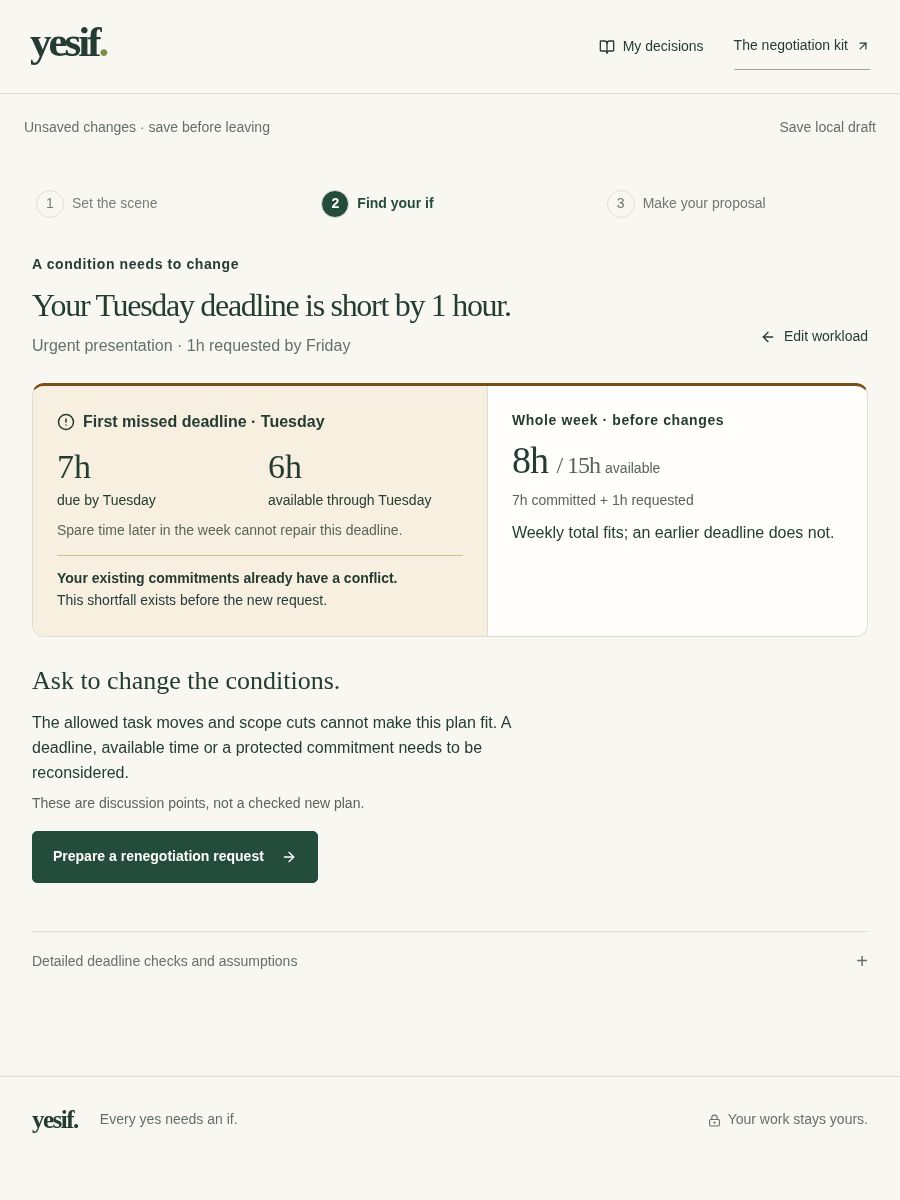 yesif.
My decisions
The negotiation kit
Unsaved changes · save before leaving
Save local draft
1 Set the scene
2 Find your if
3 Make your proposal
A condition needs to change
Your Tuesday deadline is short by 1 hour.
Urgent presentation · 1h requested by Friday
Edit workload
First missed deadline · Tuesday
7h
due by Tuesday
6h
available through Tuesday
Spare time later in the week cannot repair this deadline.
Your existing commitments already have a conflict.
This shortfall exists before the new request.
Whole week · before changes
8h / 15h available
7h committed + 1h requested
Weekly total fits; an earlier deadline does not.
Ask to change the conditions.
The allowed task moves and scope cuts cannot make this plan fit. A
deadline, available time or a protected commitment needs to be
reconsidered.
These are discussion points, not a checked new plan.
Prepare a renegotiation request
Detailed deadline checks and assumptions
+
yesif.
Every yes needs an if.
Your work stays yours.